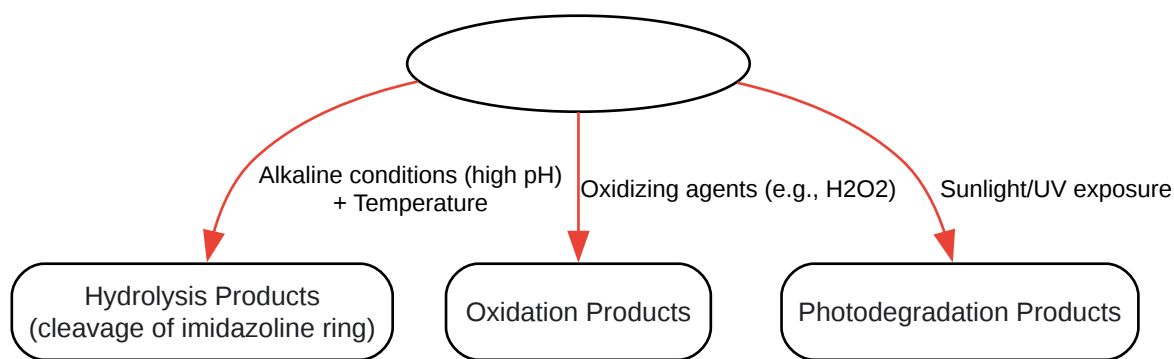 Alkaline conditions (high pH)
+ Temperature
Oxidizing agents (e.g., H2O2)
Sunlight/UV exposure
Hydrolysis Products
(cleavage of imidazoline ring)
Oxidation Products
Photodegradation Products